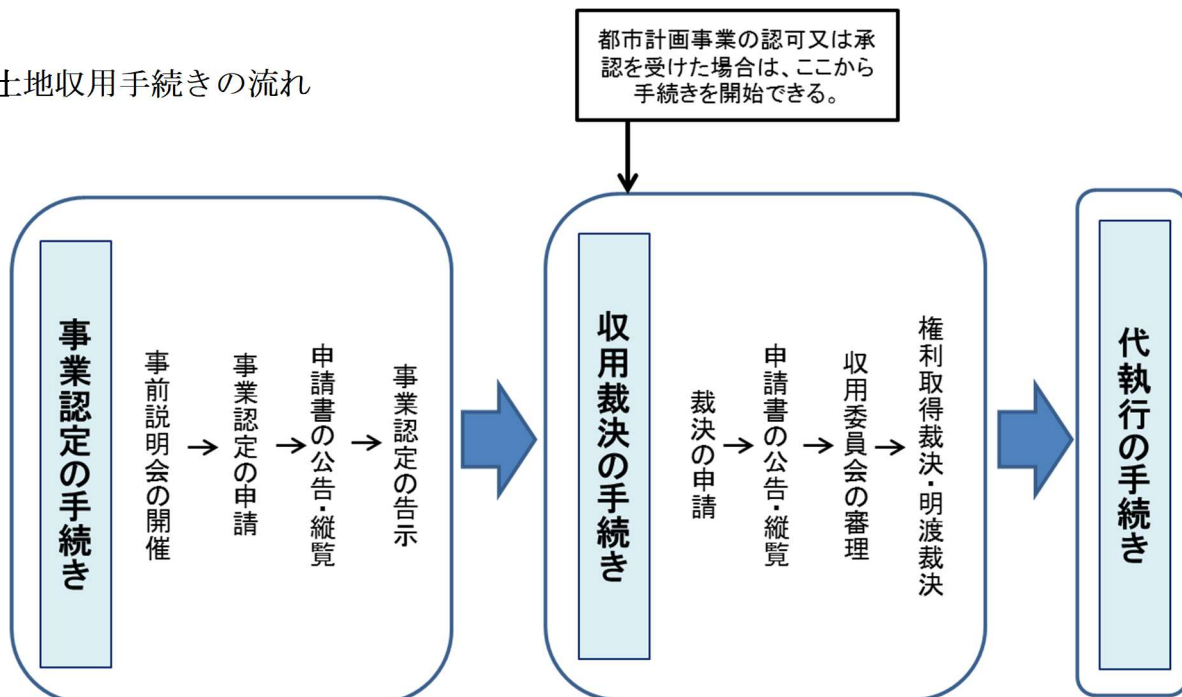 土地収用手続きの流れ
都市計画事業の認可又は承
認を受けた場合は、ここから
手続きを開始できる。
事業認定の手続き
事前説明会の開催
→
事業認定の申請
→
申請書の公告・縦覧
→
事業認定の告示
収用裁決の手続き
裁決の申請
→
申請書の公告・縦覧
→
収用委員会の審理
→
権利取得裁決・明渡裁決
代執行の手続き